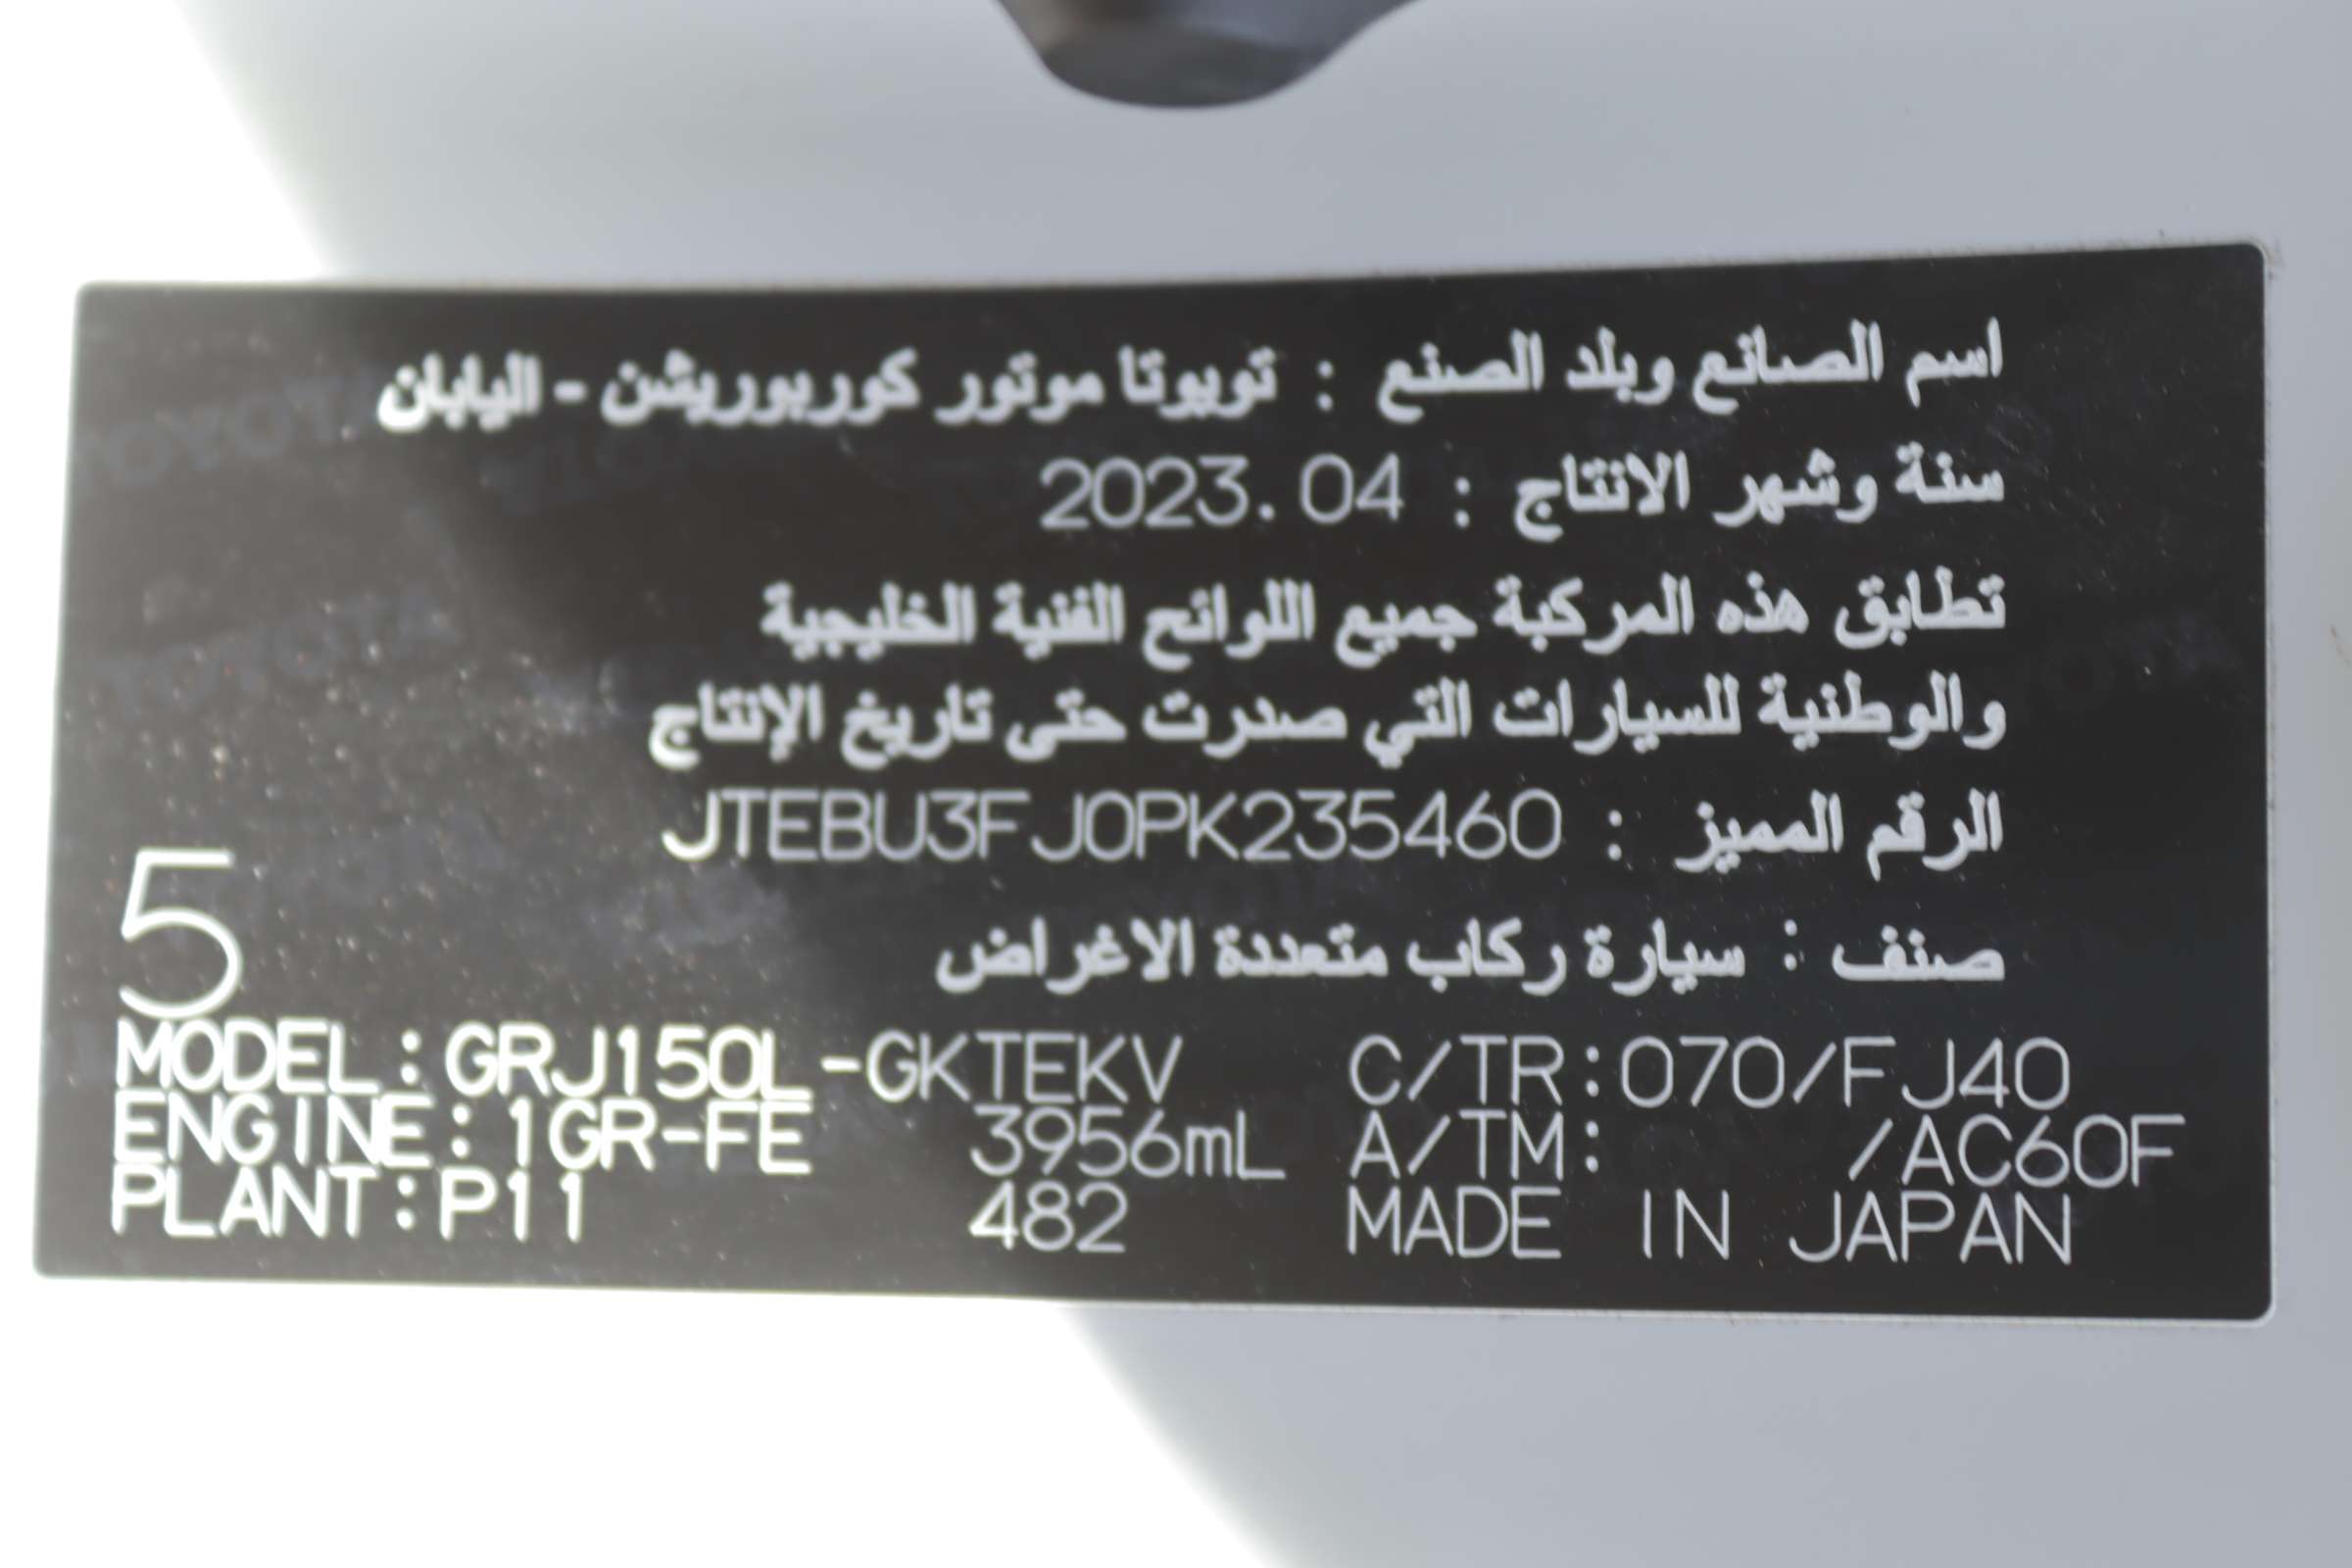 اسم الصانع وبلد الصنع : تويوتا موتور كوربوريشن - اليابان
سنة وشهر الانتاج : 2023.04
تطابق هذه المركبة جميع اللوائح الفنية الخليجية
والوطنية للسيارات التي صدرت حتى تاريخ الإنتاج
الرقم المميز : JTEBU3FJ0PK235460
صنف : سيارة ركاب متعددة الاغراض
5
MODEL:GRJ150L-GKTEKV C/TR:070/FJ40
ENGINE:1GR-FE 3956mL A/TM: /AC60F
PLANT:P11 482 MADE IN JAPAN